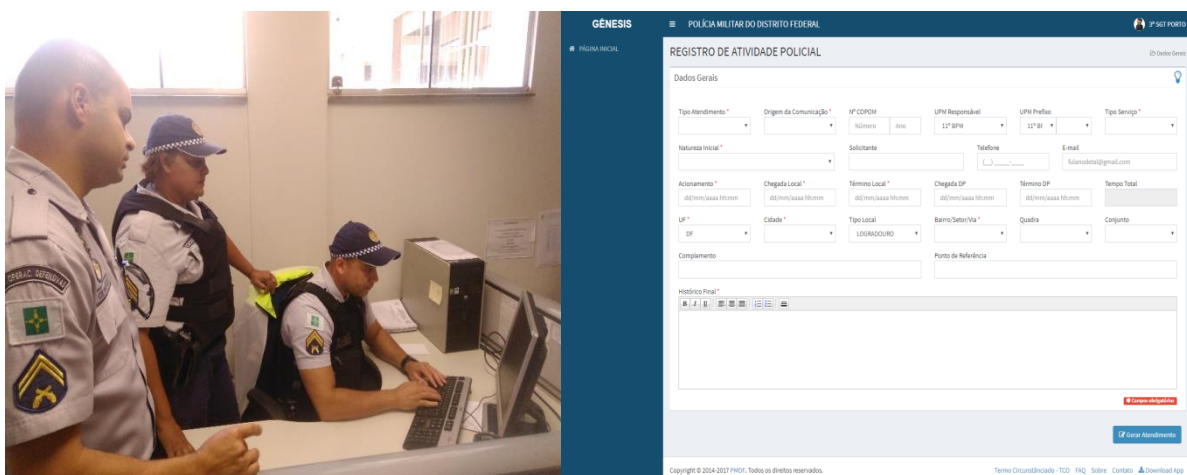 OPERAC. DEFENSIVAS
GÊNESIS
POLÍCIA MILITAR DO DISTRITO FEDERAL
3º SGT PORTO
PÁGINA INICIAL
REGISTRO DE ATIVIDADE POLICIAL
Dados Gerais
Dados Gerais
Tipo Atendimento * Origem da Comunicação * Nº COPOM UPM Responsável UPM Prefixo Tipo Serviço *
Número Ano 11º BPM 11º BI
Natureza Inicial * Solicitante Telefone E-mail
(__) _____-____ fulanodetal@gmail.com
Acionamento * Chegada Local * Término Local * Chegada DP Término DP Tempo Total
dd/mm/aaaa hh:mm dd/mm/aaaa hh:mm dd/mm/aaaa hh:mm dd/mm/aaaa hh:mm dd/mm/aaaa hh:mm
UF * Cidade * Tipo Local Bairro/Setor/Via * Quadra Conjunto
DF LOGRADOURO
Complemento Ponto de Referência
Histórico Final *
B I U
* Campos obrigatórios
Gerar Atendimento
Copyright © 2014-2017 PMDF. Todos os direitos reservados. Termo Circunstânciado - TCO FAQ Sobre Contato Download App